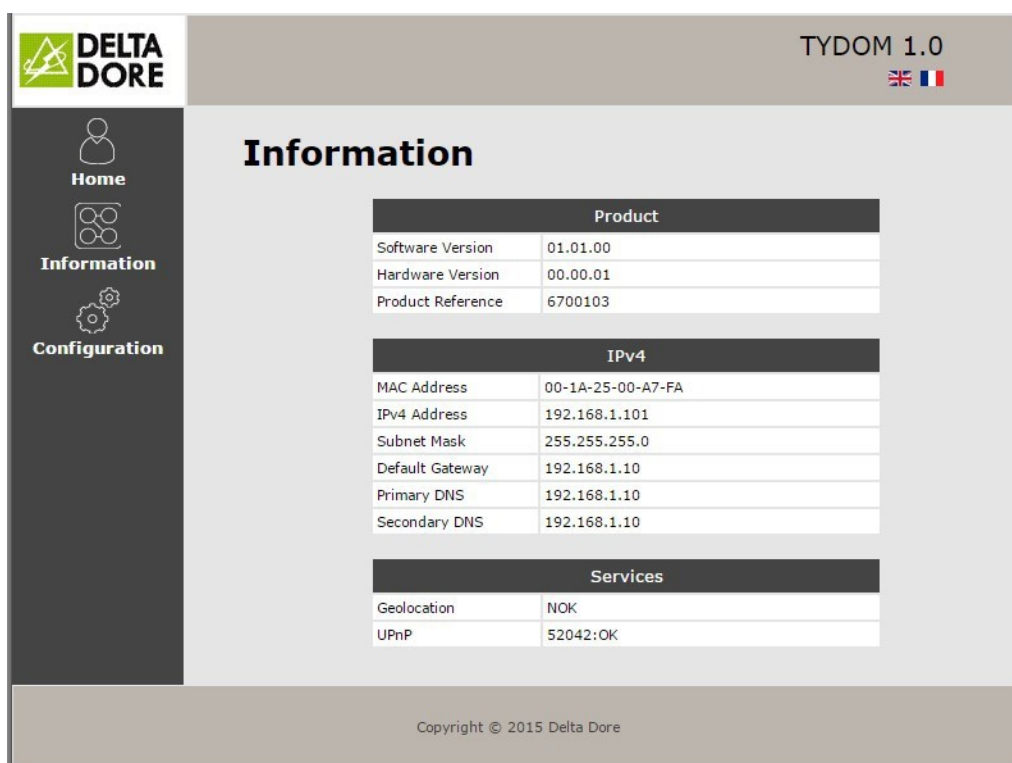 DELTA
DORE
TYDOM 1.0
Home
Information
Configuration
Information
Product
Software Version 01.01.00
Hardware Version 00.00.01
Product Reference 6700103
IPv4
MAC Address 00-1A-25-00-A7-FA
IPv4 Address 192.168.1.101
Subnet Mask 255.255.255.0
Default Gateway 192.168.1.10
Primary DNS 192.168.1.10
Secondary DNS 192.168.1.10
Services
Geolocation NOK
UPnP 52042:OK
Copyright © 2015 Delta Dore